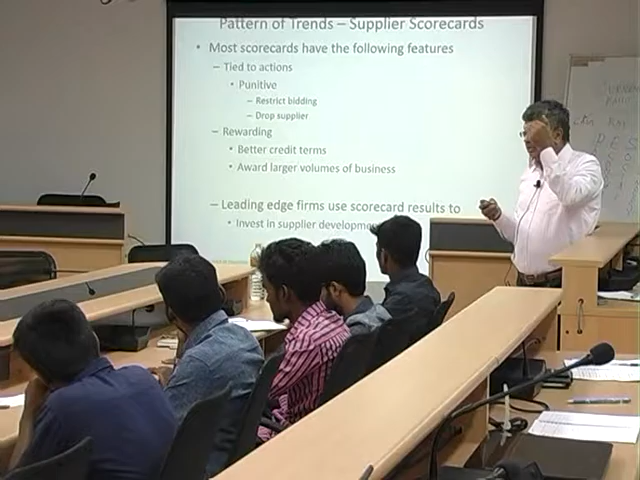 Pattern of Trends – Supplier Scorecards
• Most scorecards have the following features
– Tied to actions
• Punitive
– Restrict bidding
– Drop supplier
– Rewarding
• Better credit terms
• Award larger volumes of business
– Leading edge firms use scorecard results to
• Invest in supplier